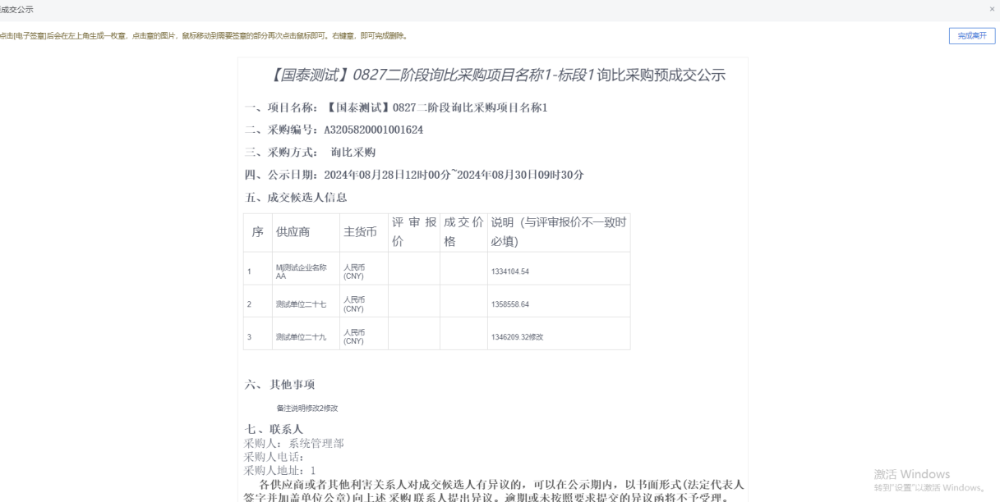 成交公示
×
点击[电子签章]后会在左上角生成一枚章，点击章的图片，鼠标移动到需要签章的部分再次点击鼠标即可。右键章，即可完成删除。
完成离开
【国泰测试】0827二阶段询比采购项目名称1-标段1询比采购预成交公示
一、项目名称：【国泰测试】0827二阶段询比采购项目名称1
二、采购编号：A3205820001001624
三、采购方式： 询比采购
四、公示日期：2024年08月28日12时00分~2024年08月30日09时30分
五、成交候选人信息
序 供应商 主货币 评审报价 成交价格 说明（与评审报价不一致时必填）
1 Mj测试企业名称AA 人民币(CNY) 1334104.54
2 测试单位二十七 人民币(CNY) 1358558.64
3 测试单位二十九 人民币(CNY) 1346209.32修改
六、 其他事项
备注说明修改2修改
七、联系人
采购人：系统管理部
采购人电话：
采购人地址：1
各供应商或者其他利害关系人对成交候选人有异议的，可以在公示期内，以书面形式(法定代表人
签字并加盖单位公章)向上述 采购 联系人提出异议。逾期或未按照要求提交的异议函将不予受理。
激活 Windows
转到"设置"以激活 Windows。